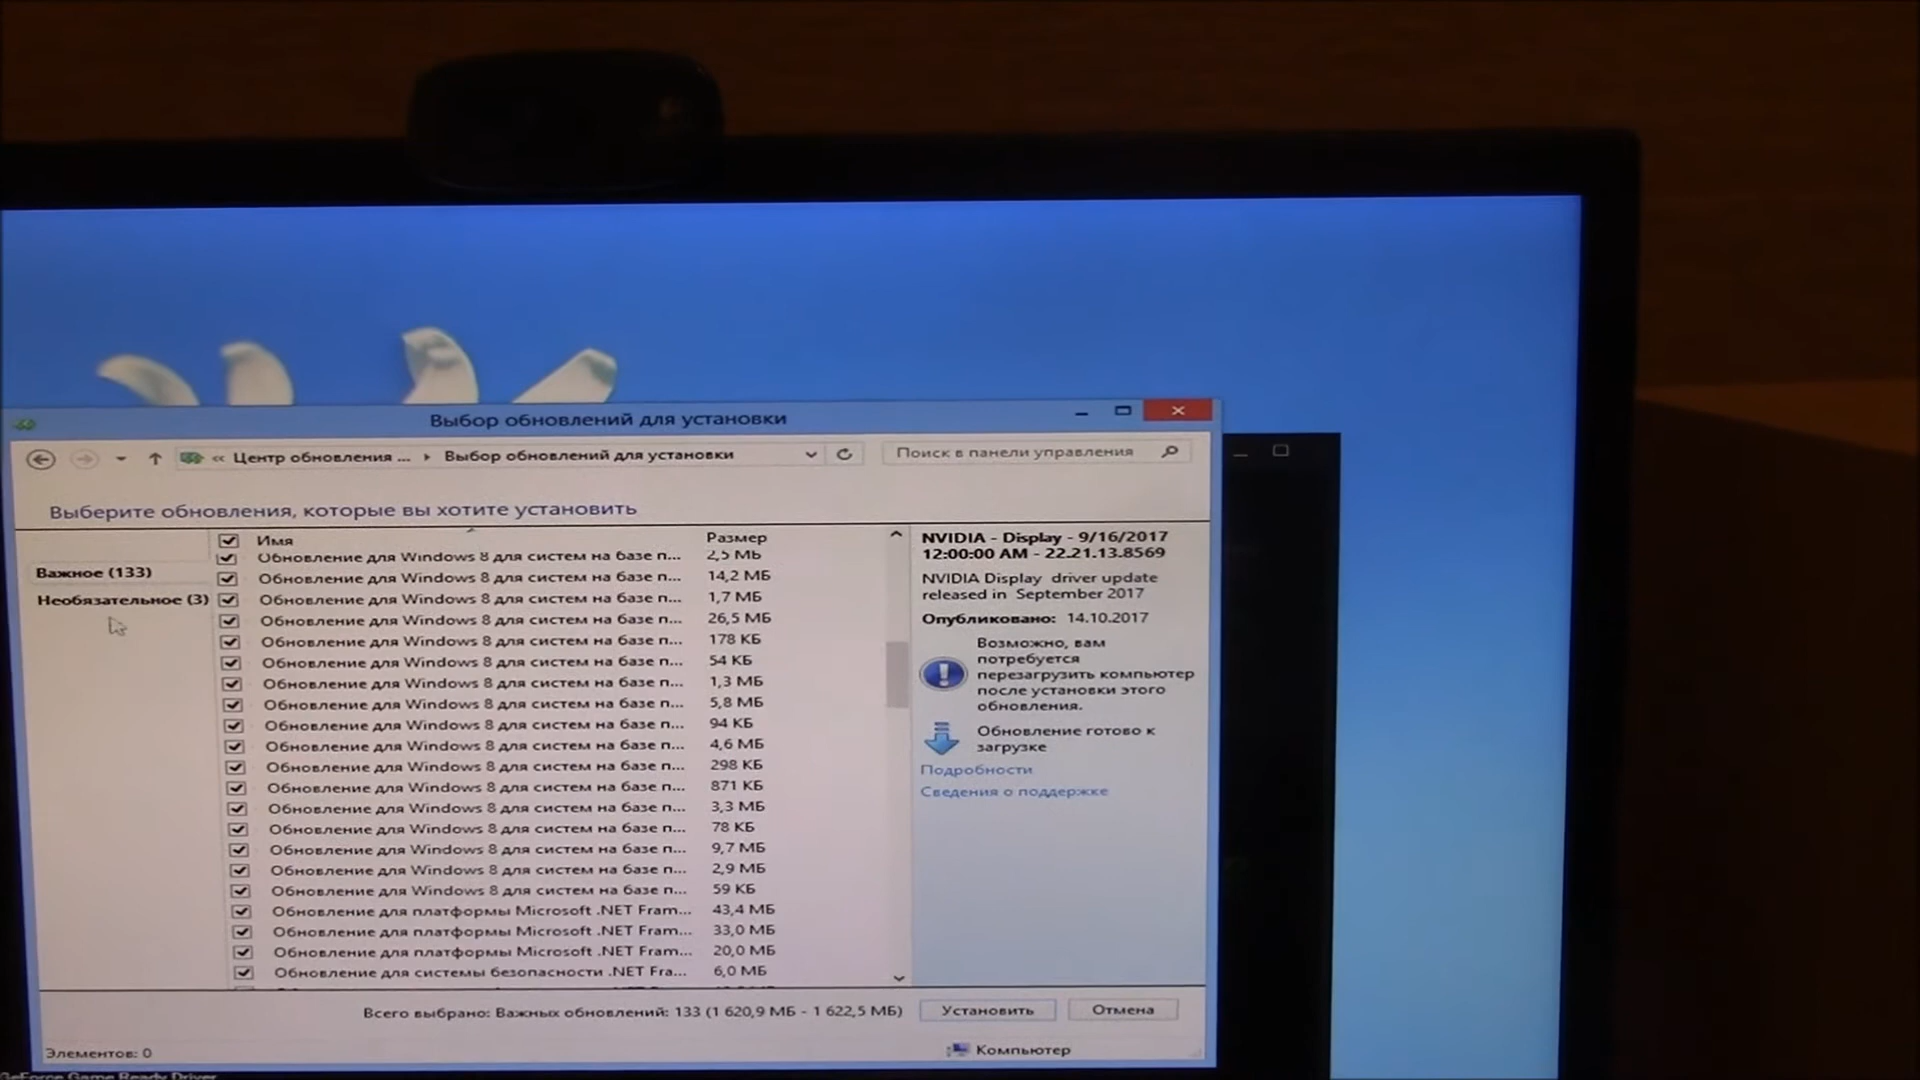 Выбор обновлений для установки
« Центр обновления ... Выбор обновлений для установки
Поиск в панели управления
Выберите обновления, которые вы хотите установить
Важное (133)
Необязательное (3)
Имя Размер
Обновление для Windows 8 для систем на базе п... 2,5 МБ
Обновление для Windows 8 для систем на базе п... 14,2 МБ
Обновление для Windows 8 для систем на базе п... 1,7 МБ
Обновление для Windows 8 для систем на базе п... 26,5 МБ
Обновление для Windows 8 для систем на базе п... 178 КБ
Обновление для Windows 8 для систем на базе п... 54 КБ
Обновление для Windows 8 для систем на базе п... 1,3 МБ
Обновление для Windows 8 для систем на базе п... 5,8 МБ
Обновление для Windows 8 для систем на базе п... 94 КБ
Обновление для Windows 8 для систем на базе п... 4,6 МБ
Обновление для Windows 8 для систем на базе п... 298 КБ
Обновление для Windows 8 для систем на базе п... 871 КБ
Обновление для Windows 8 для систем на базе п... 3,3 МБ
Обновление для Windows 8 для систем на базе п... 78 КБ
Обновление для Windows 8 для систем на базе п... 9,7 МБ
Обновление для Windows 8 для систем на базе п... 2,9 МБ
Обновление для Windows 8 для систем на базе п... 59 КБ
Обновление для платформы Microsoft .NET Fram... 43,4 МБ
Обновление для платформы Microsoft .NET Fram... 33,0 МБ
Обновление для платформы Microsoft .NET Fram... 20,0 МБ
Обновление для системы безопасности .NET Fra... 6,0 МБ
NVIDIA - Display - 9/16/2017
12:00:00 AM - 22.21.13.8569
NVIDIA Display driver update
released in September 2017
Опубликовано: 14.10.2017
Возможно, вам
потребуется
перезагрузить компьютер
после установки этого
обновления.
Обновление готово к
загрузке
Подробности
Сведения о поддержке
Всего выбрано: Важных обновлений: 133 (1 620,9 МБ - 1 622,5 МБ)
Установить
Отмена
Элементов: 0
Компьютер
GeForce Game Ready Driver